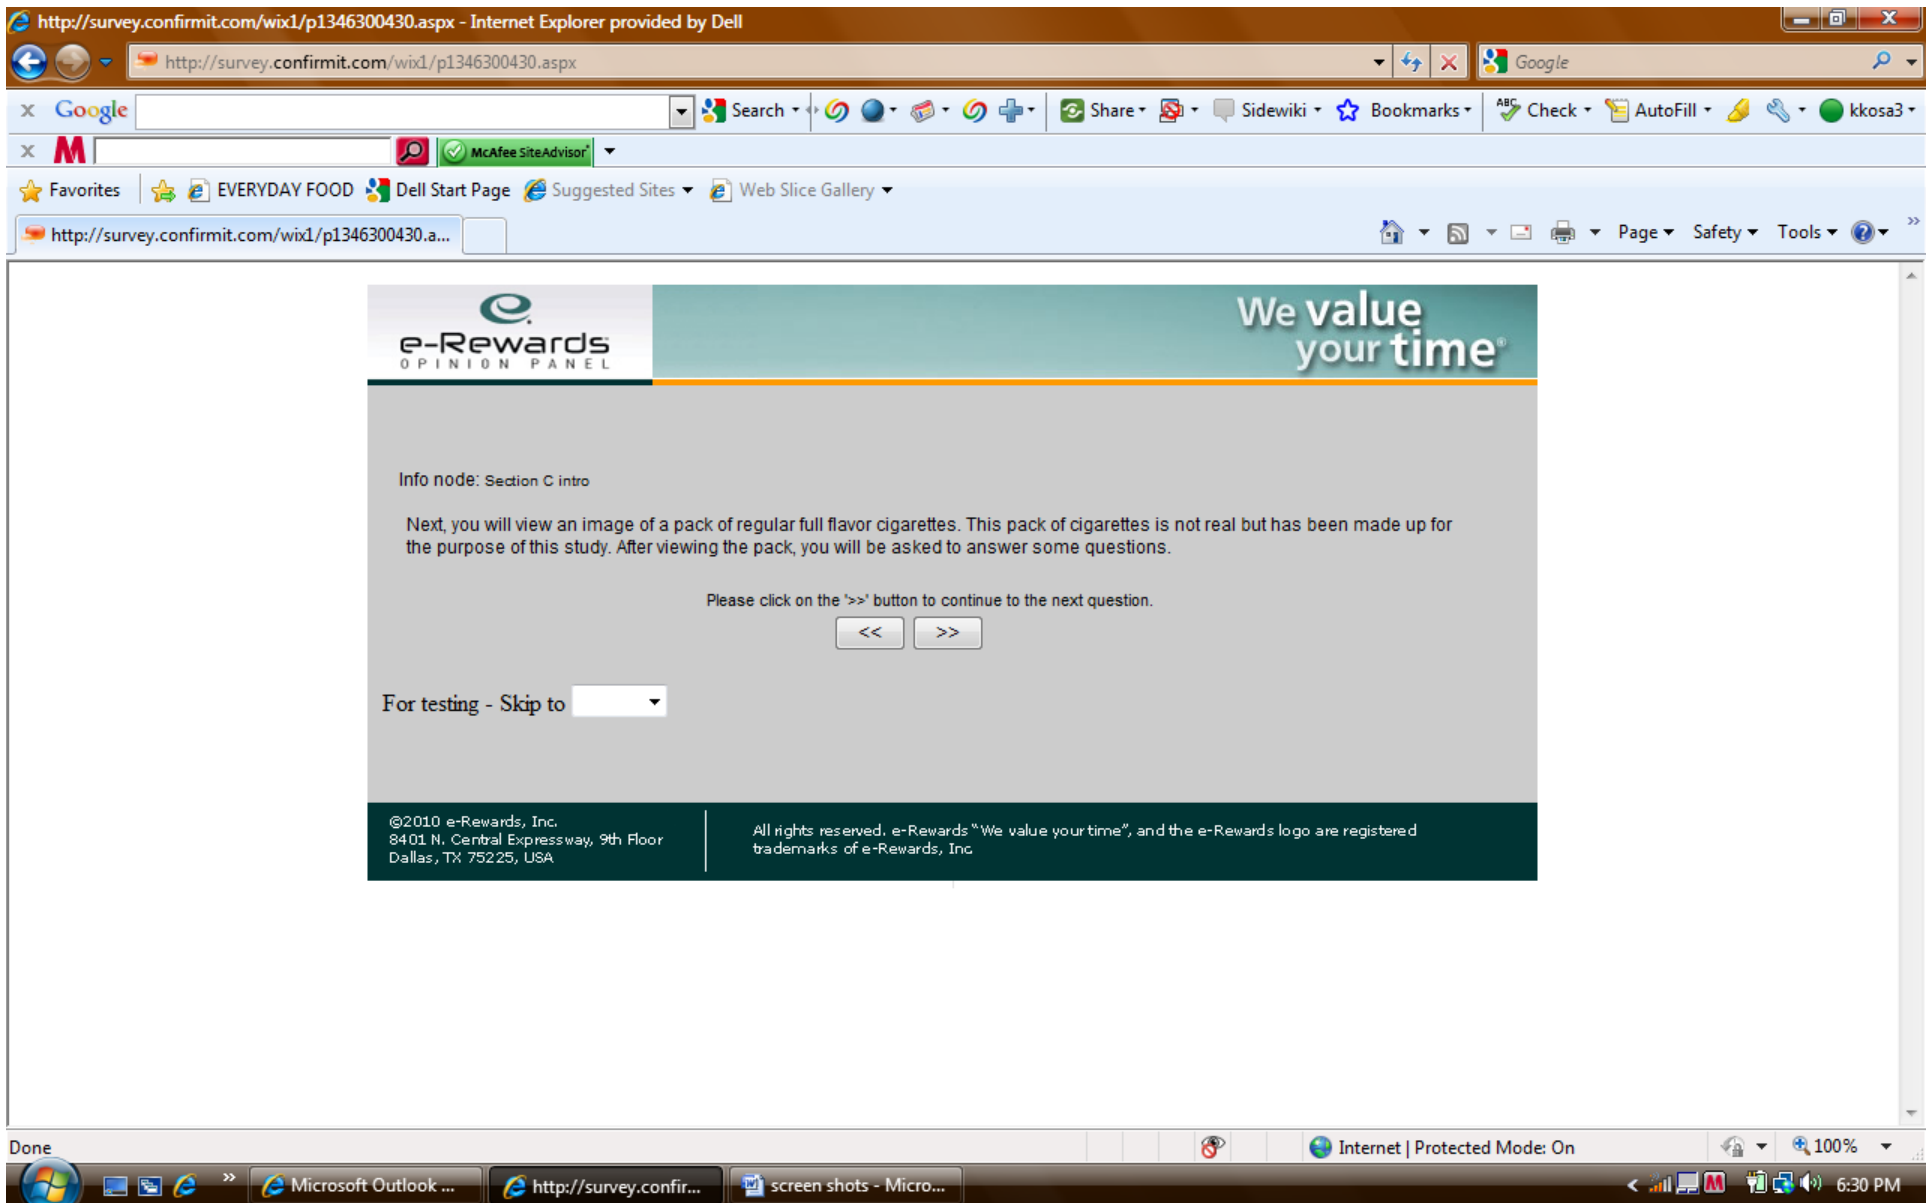 http://survey.confirmit.com/wix1/p1346300430.aspx - Internet Explorer provided by Dell
http://survey.confirmit.com/wix1/p1346300430.aspx
Google
x Google Search Share Sidewiki Bookmarks ABC Check AutoFill kkosa3
x M McAfee SiteAdvisor
Favorites EVERYDAY FOOD Dell Start Page Suggested Sites Web Slice Gallery
http://survey.confirmit.com/wix1/p1346300430.a... Page Safety Tools »
e-Rewards
OPINION PANEL
We value
your time®
Info node: Section C intro
Next, you will view an image of a pack of regular full flavor cigarettes. This pack of cigarettes is not real but has been made up for
the purpose of this study. After viewing the pack, you will be asked to answer some questions.
Please click on the '>>' button to continue to the next question.
<< >>
For testing - Skip to
©2010 e-Rewards, Inc.
8401 N. Central Expressway, 9th Floor
Dallas, TX 75225, USA
All rights reserved. e-Rewards "We value your time", and the e-Rewards logo are registered
trademarks of e-Rewards, Inc
Done Internet | Protected Mode: On 100%
» Microsoft Outlook ... http://survey.confir... screen shots - Micro... < M 6:30 PM